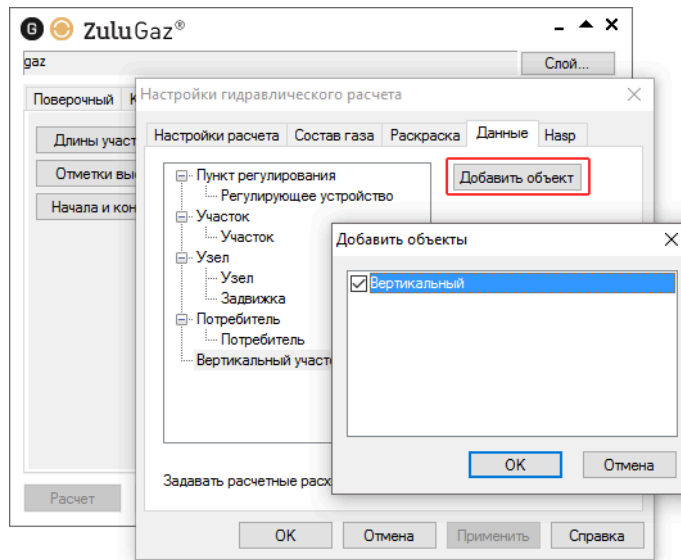 G ZuluGaz®
gaz
Слой...
Поверочный
Настройки гидравлического расчета
Длины участ
Отметки вы
Начала и кон
Настройки расчета Состав газа Раскраска Данные Hasp
Пункт регулирования
Регулирующее устройство
Участок
Участок
Узел
Узел
Задвижка
Потребитель
Потребитель
Вертикальный участ
Добавить объект
Добавить объекты
Вертикальный
OK Отмена
Задавать расчетные расх
Расчет
OK Отмена Применить Справка